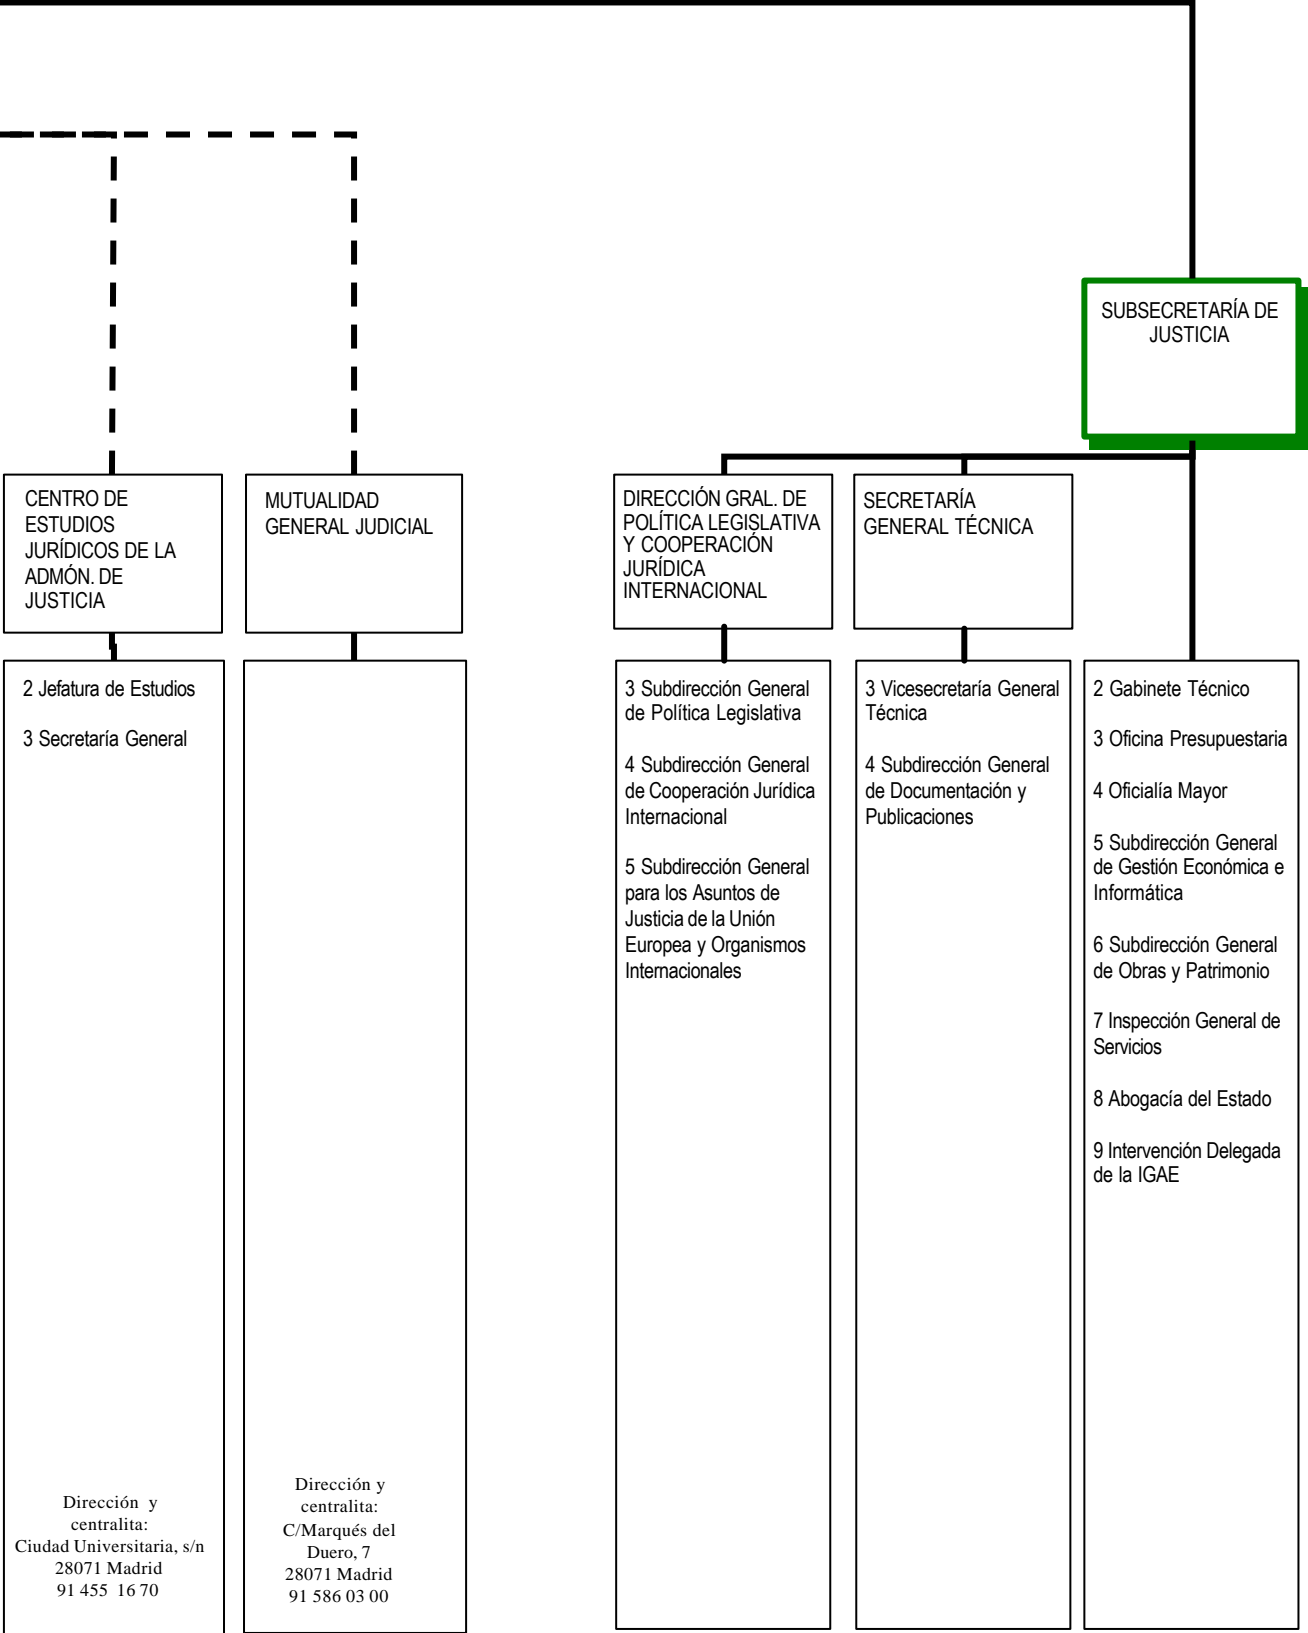 SUBSECRETARÍA DE
JUSTICIA
CENTRO DE
ESTUDIOS
JURÍDICOS DE LA
ADMÓN. DE
JUSTICIA
MUTUALIDAD
GENERAL JUDICIAL
DIRECCIÓN GRAL. DE
POLÍTICA LEGISLATIVA
Y COOPERACIÓN
JURÍDICA
INTERNACIONAL
SECRETARÍA
GENERAL TÉCNICA
2 Jefatura de Estudios
3 Secretaría General
Dirección y
centralita:
Ciudad Universitaria, s/n
28071 Madrid
91 455 16 70
Dirección y
centralita:
C/Marqués del
Duero, 7
28071 Madrid
91 586 03 00
3 Subdirección General
de Política Legislativa
4 Subdirección General
de Cooperación Jurídica
Internacional
5 Subdirección General
para los Asuntos de
Justicia de la Unión
Europea y Organismos
Internacionales
3 Vicesecretaría General
Técnica
4 Subdirección General
de Documentación y
Publicaciones
2 Gabinete Técnico
3 Oficina Presupuestaria
4 Oficialía Mayor
5 Subdirección General
de Gestión Económica e
Informática
6 Subdirección General
de Obras y Patrimonio
7 Inspección General de
Servicios
8 Abogacía del Estado
9 Intervención Delegada
de la IGAE